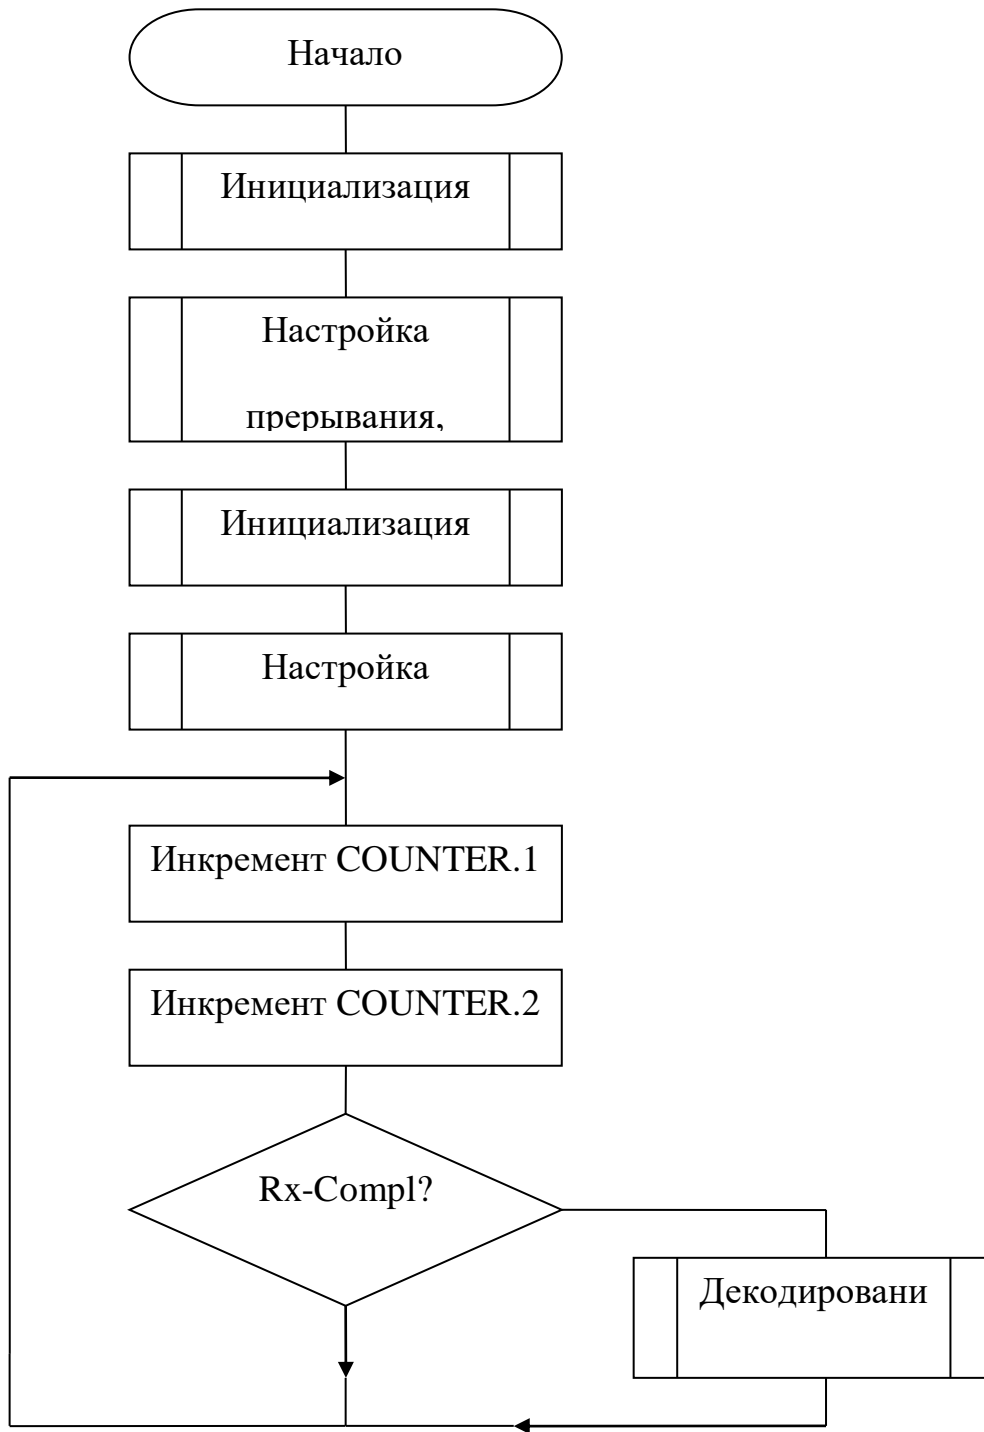 Начало
Инициализация
Настройка
прерывания,
Инициализация
Настройка
Инкремент COUNTER.1
Инкремент COUNTER.2
Rx-Compl?
Декодировани